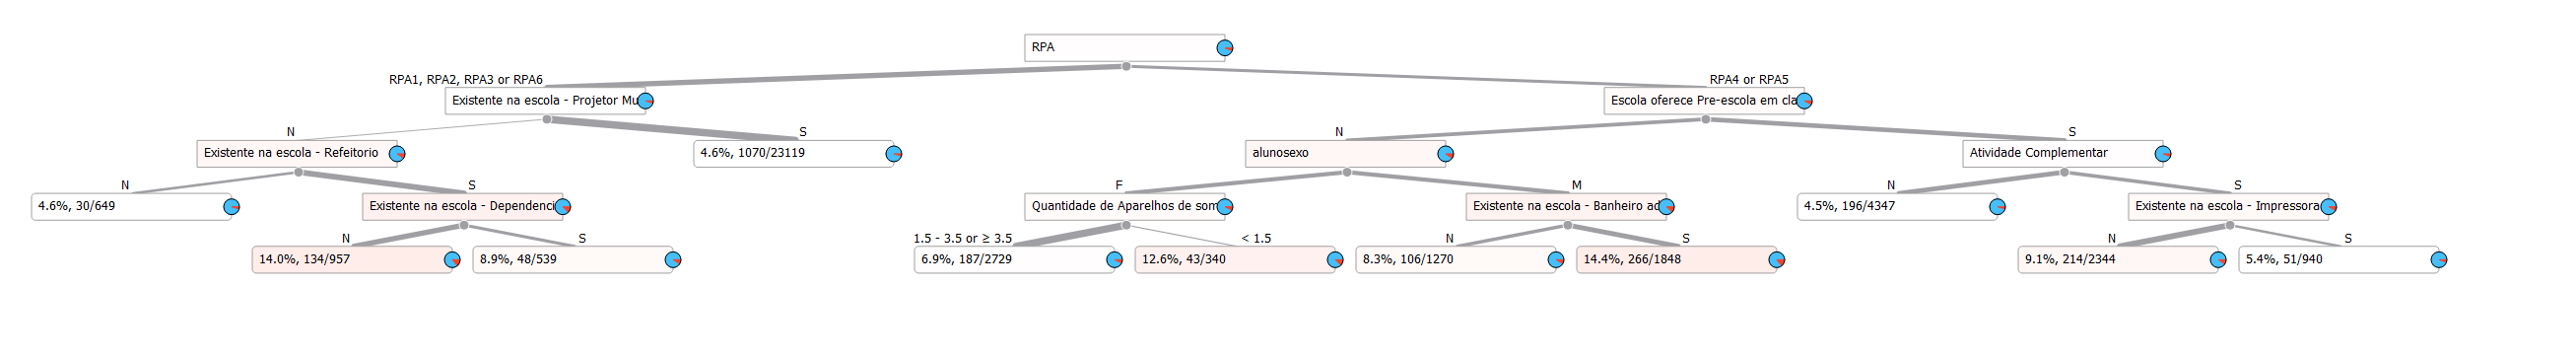 RPA
RPA1, RPA2, RPA3 or RPA6
RPA4 or RPA5
Existente na escola - Projetor Mu
Escola oferece Pre-escola em cla
N
S
N
S
Existente na escola - Refeitorio
4.6%, 1070/23119
alunosexo
Atividade Complementar
N
S
F
M
N
S
4.6%, 30/649
Existente na escola - Dependenci
Quantidade de Aparelhos de som
Existente na escola - Banheiro ad
4.5%, 196/4347
Existente na escola - Impressora
N
S
1.5 - 3.5 or ≥ 3.5
< 1.5
N
S
N
S
14.0%, 134/957
8.9%, 48/539
6.9%, 187/2729
12.6%, 43/340
8.3%, 106/1270
14.4%, 266/1848
9.1%, 214/2344
5.4%, 51/940